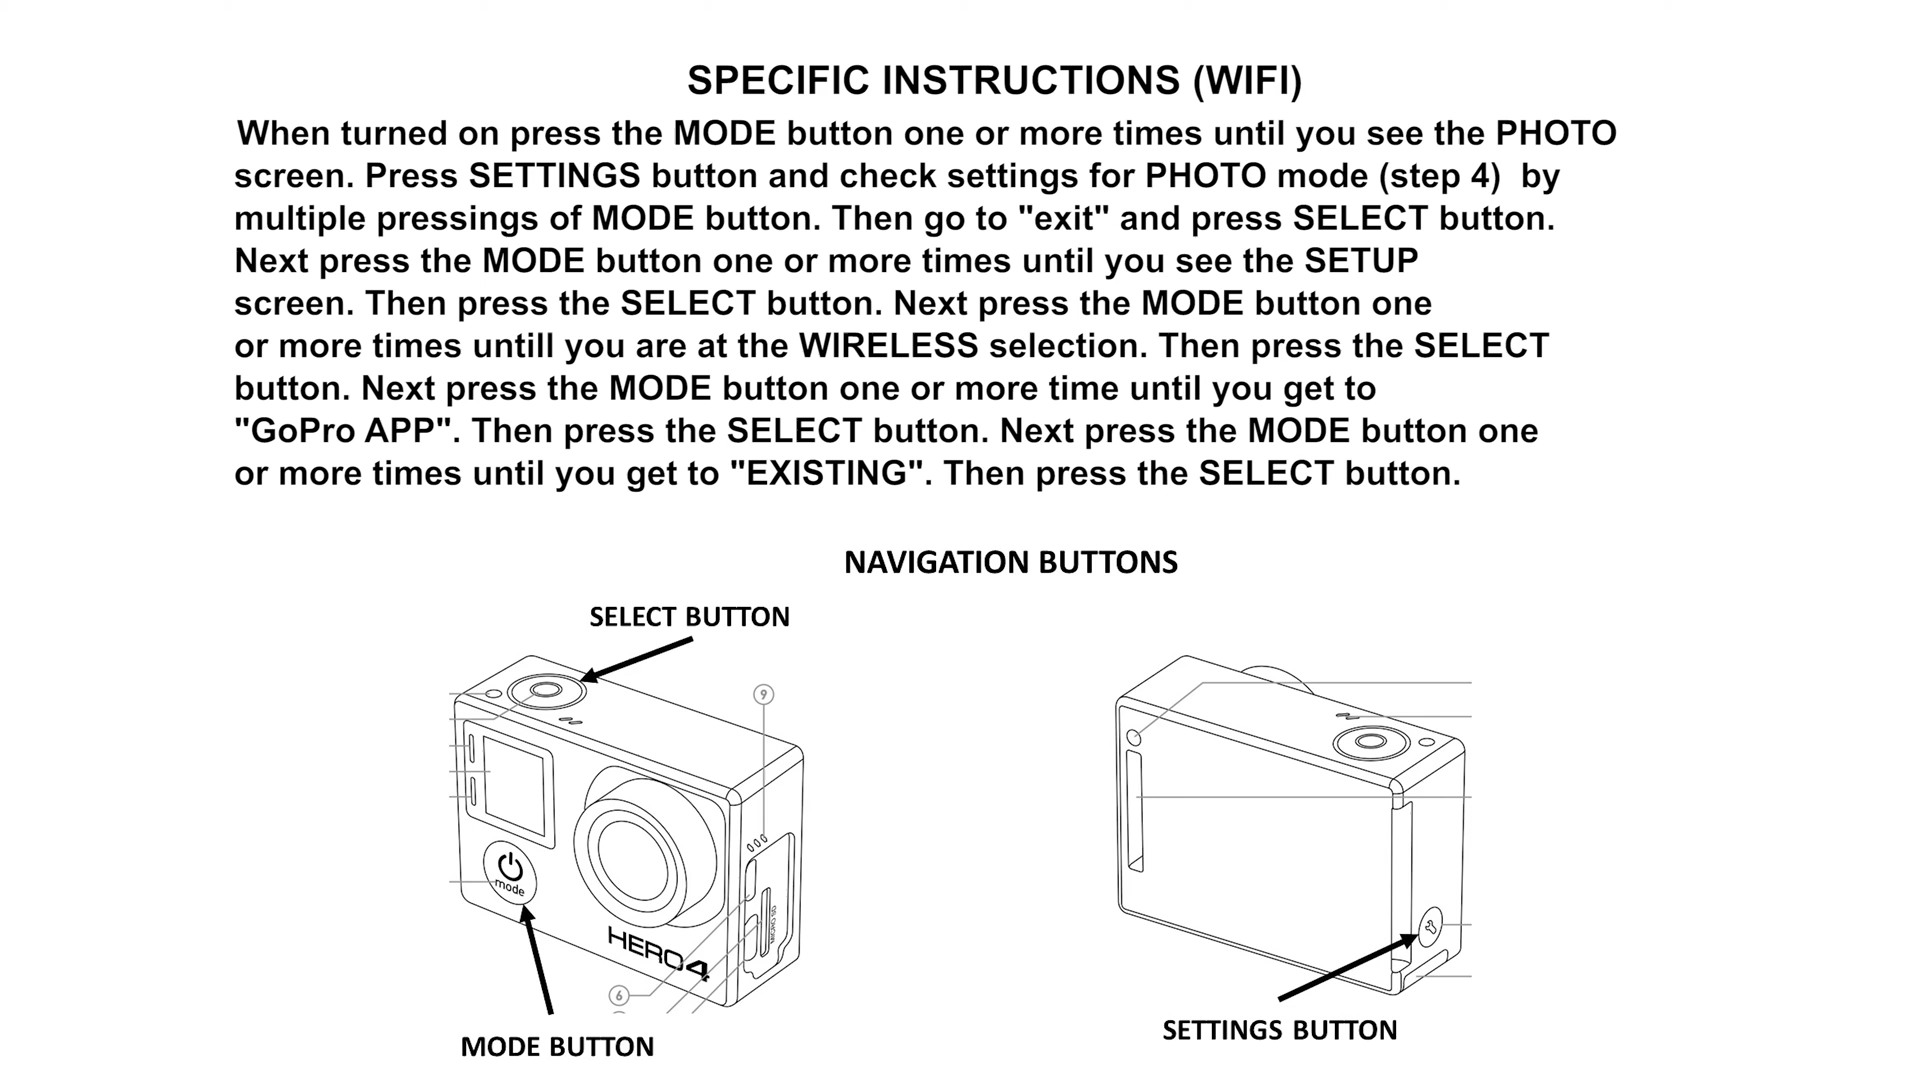 SPECIFIC INSTRUCTIONS (WIFI)
When turned on press the MODE button one or more times until you see the PHOTO
screen. Press SETTINGS button and check settings for PHOTO mode (step 4)  by
multiple pressings of MODE button. Then go to "exit" and press SELECT button.
Next press the MODE button one or more times until you see the SETUP
screen. Then press the SELECT button. Next press the MODE button one
or more times untill you are at the WIRELESS selection. Then press the SELECT
button. Next press the MODE button one or more time until you get to
"GoPro APP". Then press the SELECT button. Next press the MODE button one
or more times until you get to "EXISTING". Then press the SELECT button.
NAVIGATION BUTTONS
SELECT BUTTON
9
mode
MICRO SD
HERO4
6
MODE BUTTON
SETTINGS BUTTON